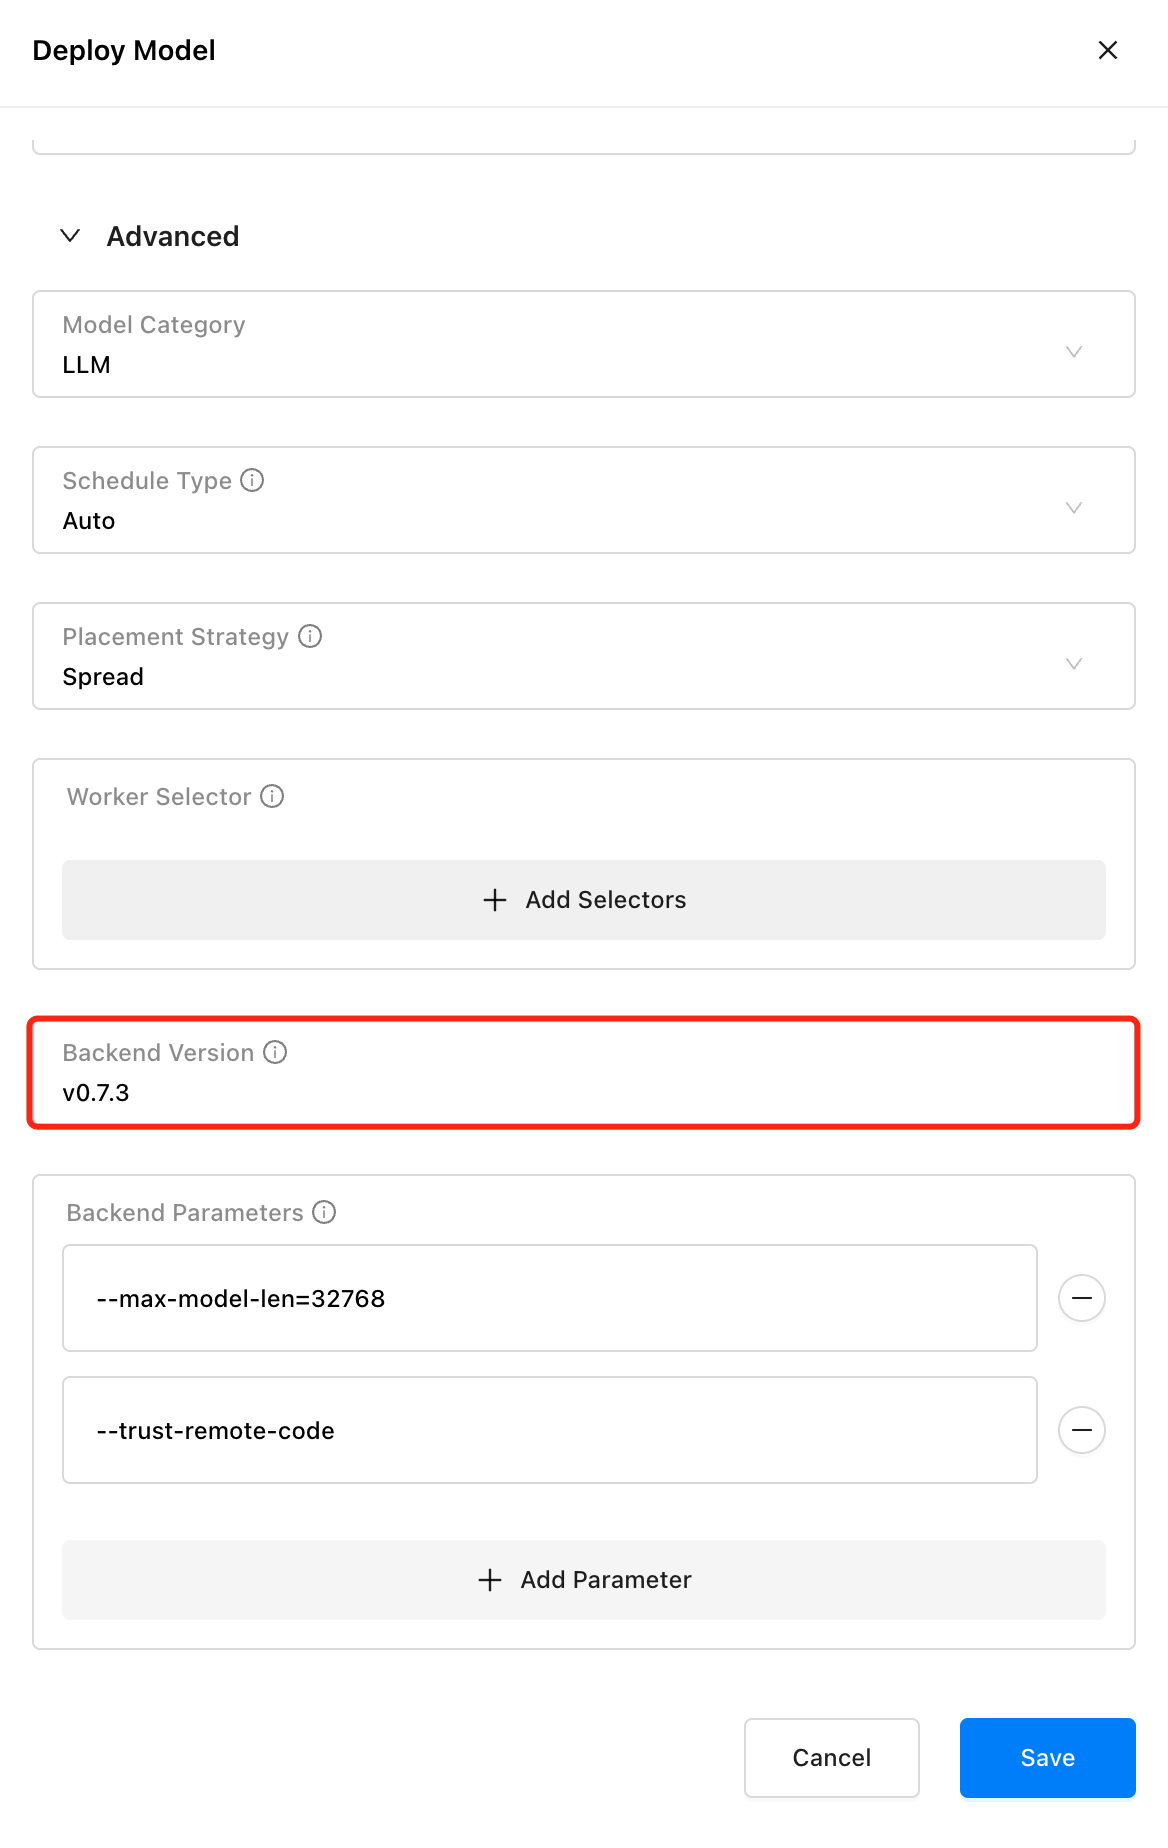 Deploy Model
Advanced
Model Category
LLM
Schedule Type
Auto
Placement Strategy
Spread
Worker Selector
Add Selectors
Backend Version
v0.7.3
Backend Parameters
--max-model-len=32768
--trust-remote-code
Add Parameter
Cancel
Save